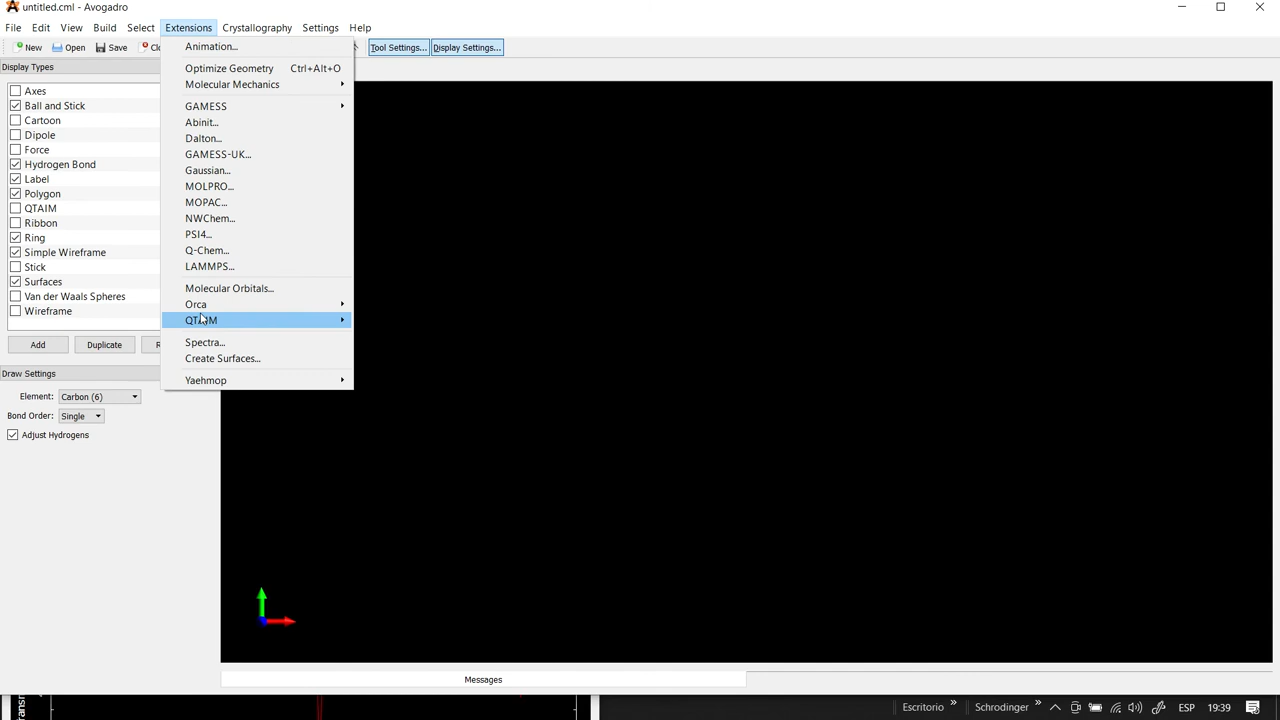 untitled.cml - Avogadro
File Edit View Build Select Extensions Crystallography Settings Help
New Open Save Tool Settings... Display Settings...
Display Types
Axes
Ball and Stick
Cartoon
Dipole
Force
Hydrogen Bond
Label
Polygon
QTAIM
Ribbon
Ring
Simple Wireframe
Stick
Surfaces
Van der Waals Spheres
Wireframe
Add Duplicate
Draw Settings
Element: Carbon (6)
Bond Order: Single
Adjust Hydrogens
Animation...
Optimize Geometry Ctrl+Alt+O
Molecular Mechanics
GAMESS
Abinit...
Dalton...
GAMESS-UK...
Gaussian...
MOLPRO...
MOPAC...
NWChem...
PSI4...
Q-Chem...
LAMMPS...
Molecular Orbitals...
Orca
QTAIM
Spectra...
Create Surfaces...
Yaehmop
Messages
Escritorio » Schrodinger » ESP 19:39